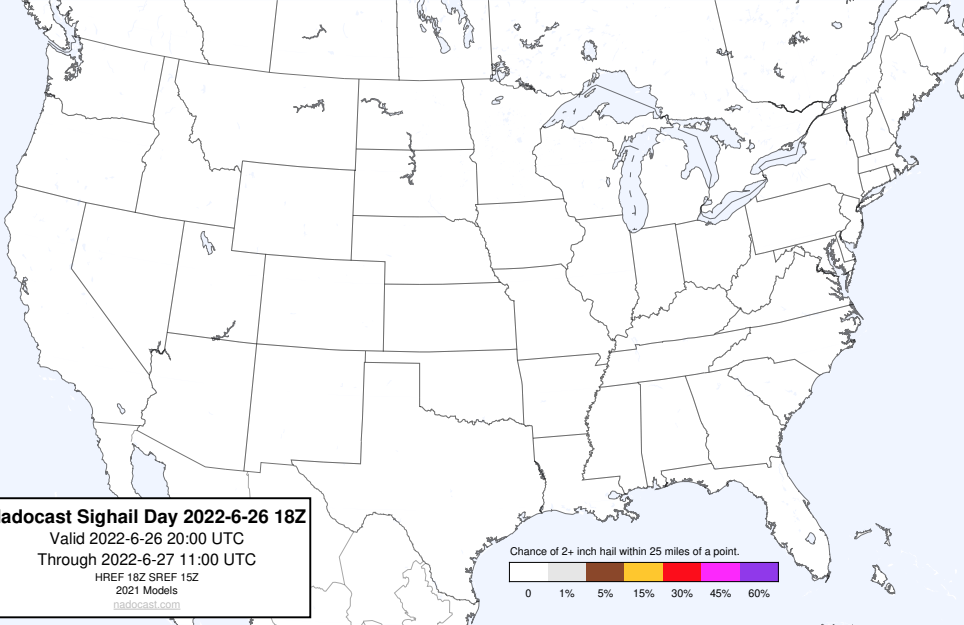 adocast Sighail Day 2022-6-26 18Z
Valid 2022-6-26 20:00 UTC
Through 2022-6-27 11:00 UTC
HREF 18Z SREF 15Z
2021 Models
nadocast.com
Chance of 2+ inch hail within 25 miles of a point.
0 1% 5% 15% 30% 45% 60%